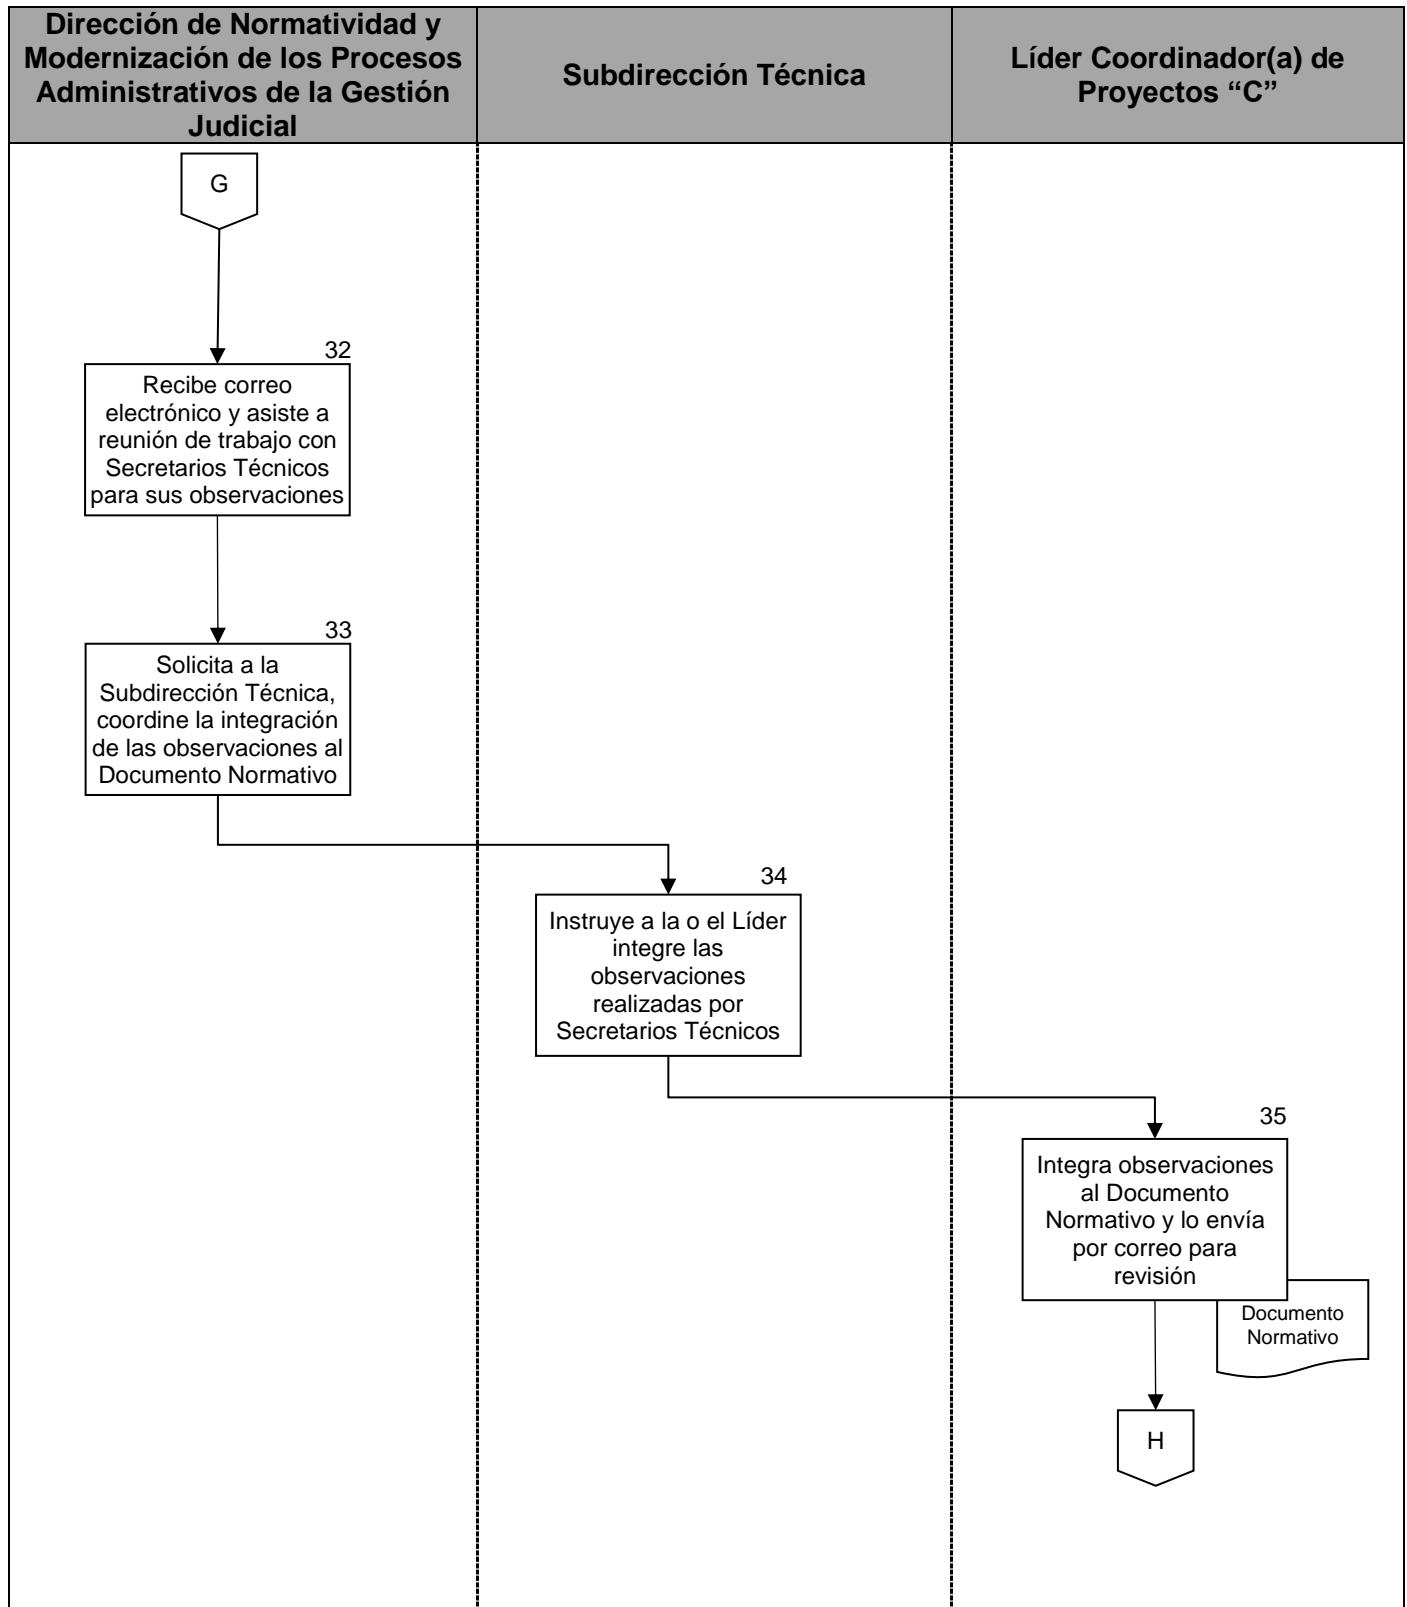 Dirección de Normatividad y
Modernización de los Procesos
Administrativos de la Gestión
Judicial
Subdirección Técnica
Líder Coordinador(a) de
Proyectos “C”
G
32
Recibe correo
electrónico y asiste a
reunión de trabajo con
Secretarios Técnicos
para sus observaciones
33
Solicita a la
Subdirección Técnica,
coordine la integración
de las observaciones al
Documento Normativo
34
Instruye a la o el Líder
integre las
observaciones
realizadas por
Secretarios Técnicos
35
Integra observaciones
al Documento
Normativo y lo envía
por correo para
revisión
Documento
Normativo
H